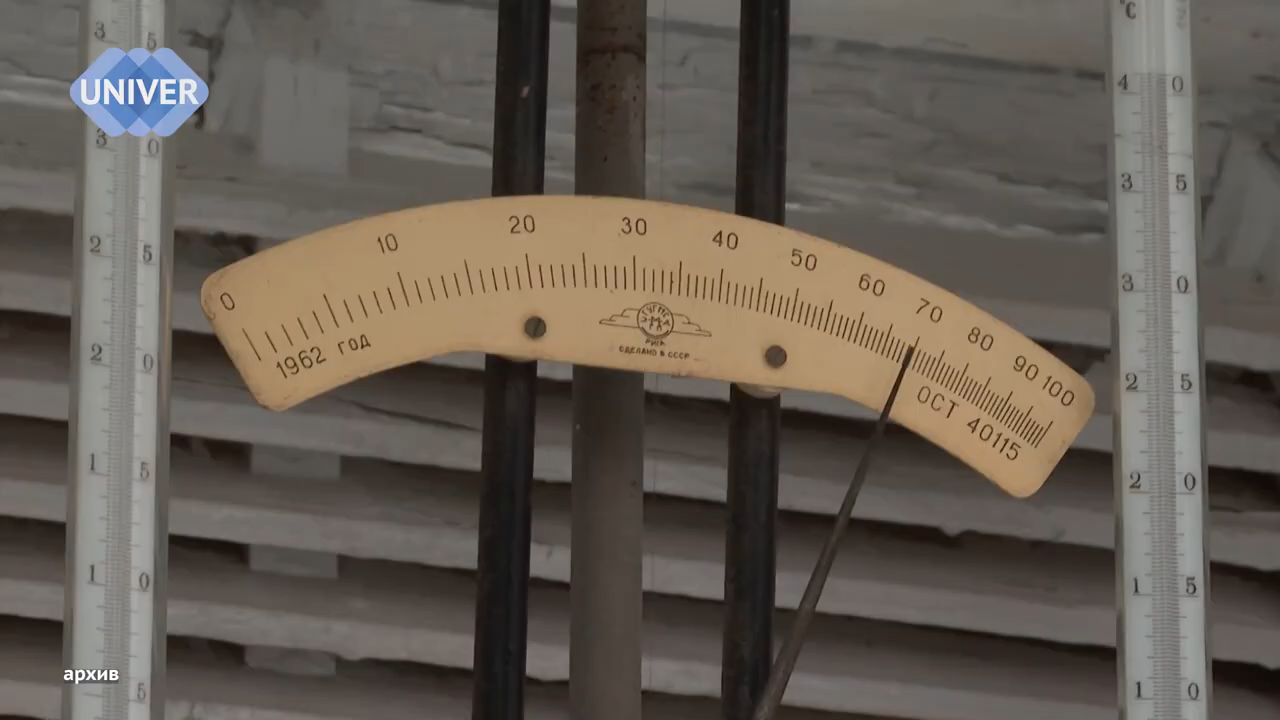 UNIVER
°C
0 10 20 30 40 50 60 70 80 90 100
1962 год
РИГА
СДЕЛАНО В СССР
ОСТ 40115
3 5
3 0
2 5
2 0
1 5
1 0
5
4 0
3 5
3 0
2 5
2 0
1 5
1 0
архив